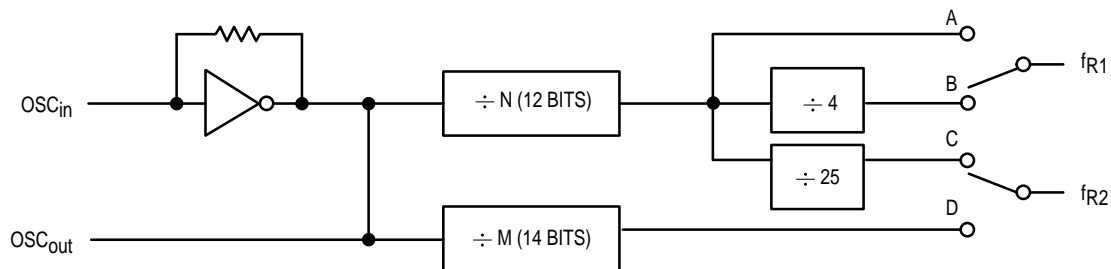 A
fR1
÷ N (12 BITS)
÷ 4
B
OSCin
C
÷ 25
fR2
D
÷ M (14 BITS)
OSCout